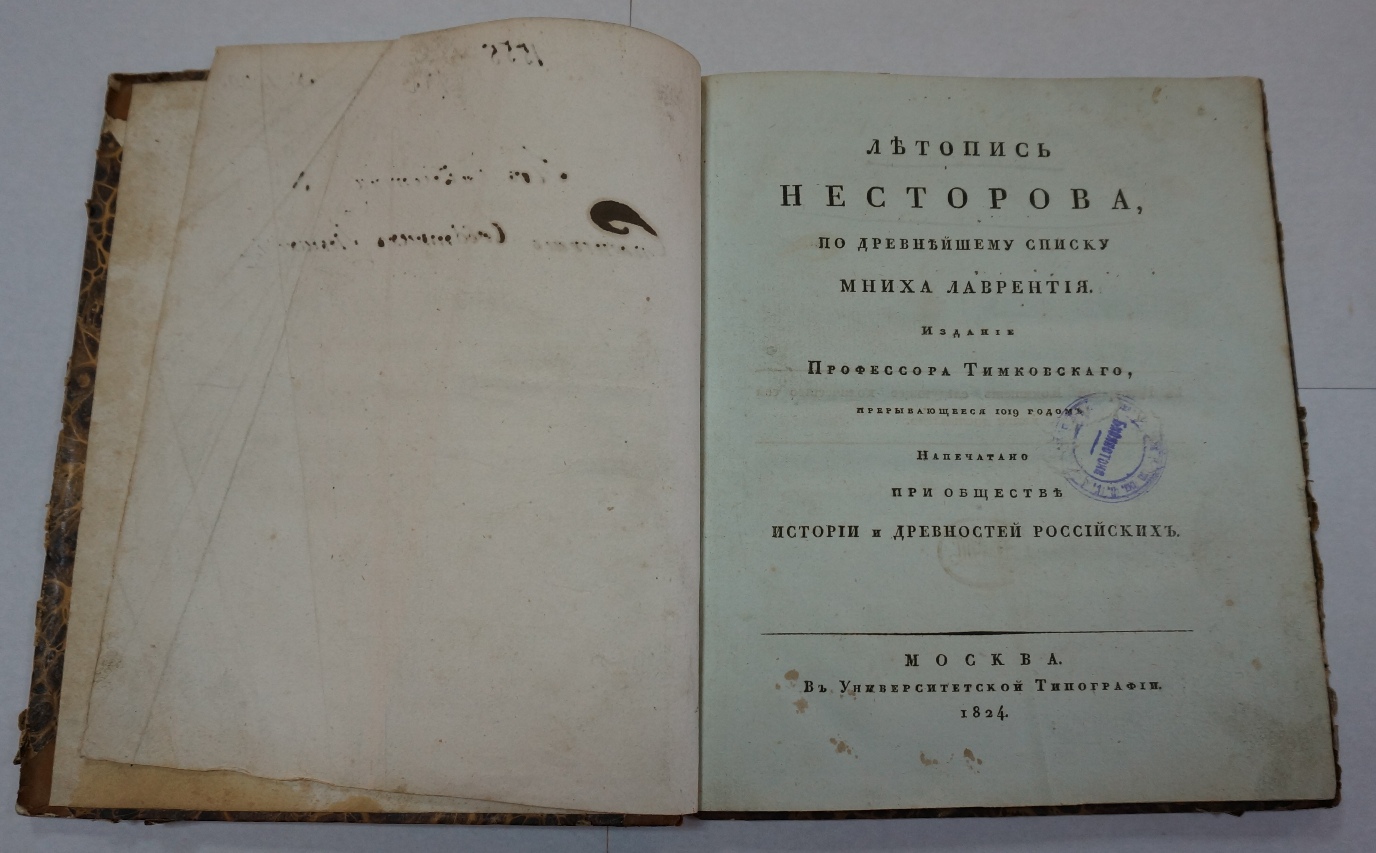 ЛѢТОПИСЬ
НЕСТОРОВА,
ПО ДРЕВНѢЙШЕМУ СПИСКУ
МНИХА ЛАВРЕНТІЯ.
ИЗДАНІЕ
ПРОФЕССОРА ТИМКОВСКАГО,
ПРЕРЫВАЮЩЕЕСЯ 1019 ГОДОМЪ
НАПЕЧАТАНО
ПРИ ОБЩЕСТВѢ
ИСТОРІИ и ДРЕВНОСТЕЙ РОССІЙСКИХЪ.
Библіотека
МОСКВА.
ВЪ УНИВЕРСИТЕТСКОЙ ТИПОГРАФІИ.
1824.